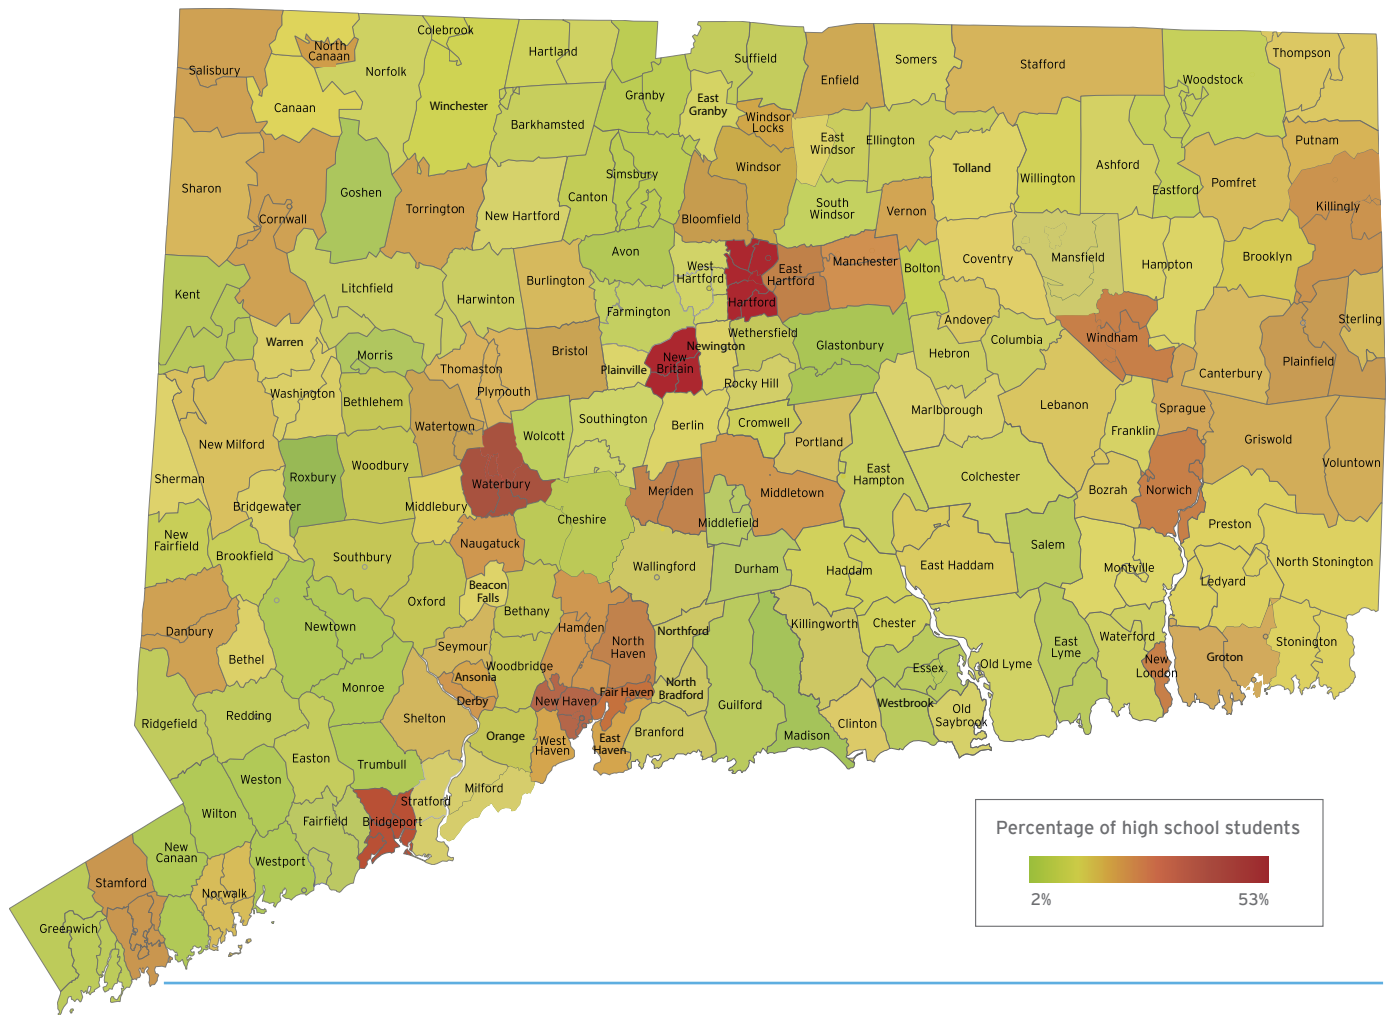 Colebrook
North
Canaan
Hartland
Suffield
Somers
Stafford
Thompson
Salisbury
Norfolk
Enfield
Woodstock
Canaan
Winchester
Granby
East
Granby
Barkhamsted
Windsor
Locks
East
Windsor
Ellington
Putnam
Sharon
Goshen
Simsbury
Windsor
Tolland
Willington
Ashford
Eastford
Pomfret
Canton
Cornwall
Torrington
New Hartford
Bloomfield
South
Windsor
Vernon
Killingly
Avon
West
Hartford
East
Hartford
Manchester
Bolton
Coventry
Mansfield
Hampton
Brooklyn
Kent
Litchfield
Harwinton
Burlington
Hartford
Farmington
Andover
Sterling
Warren
Morris
Bristol
Newington
Wethersfield
Glastonbury
Hebron
Columbia
Windham
Plainfield
New
Britain
Thomaston
Plainville
Canterbury
Washington
Bethlehem
Plymouth
Rocky Hill
Marlborough
Lebanon
Sprague
New Milford
Watertown
Wolcott
Southington
Berlin
Cromwell
Portland
Franklin
Griswold
Voluntown
Sherman
Roxbury
Woodbury
Waterbury
Meriden
Middletown
East
Hampton
Colchester
Bozrah
Norwich
Bridgewater
Middlebury
Cheshire
Middlefield
Preston
New
Fairfield
Brookfield
Southbury
Naugatuck
Wallingford
Durham
Haddam
East Haddam
Salem
Montville
Ledyard
North Stonington
Beacon
Falls
Oxford
Bethany
Danbury
Newtown
Hamden
North
Haven
Northford
Killingworth
Chester
East
Lyme
Waterford
Stonington
Bethel
Seymour
Woodbridge
Ansonia
Essex
Old Lyme
New
London
Groton
Monroe
Derby
New Haven
Fair Haven
North
Bradford
Guilford
Westbrook
Old
Saybrook
Ridgefield
Redding
Shelton
Orange
West
Haven
East
Haven
Branford
Madison
Clinton
Easton
Trumbull
Weston
Wilton
Milford
Stratford
Fairfield
Bridgeport
New
Canaan
Westport
Stamford
Norwalk
Greenwich
Percentage of high school students
2%
53%